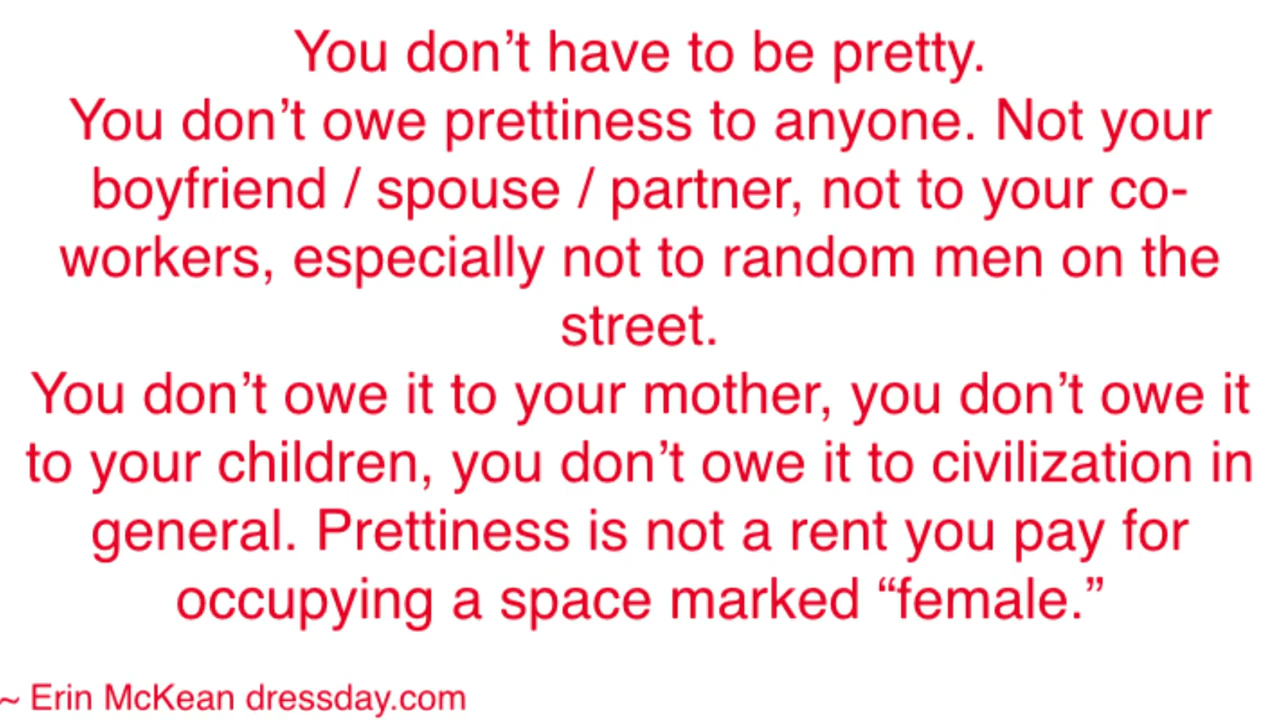 You don’t have to be pretty.
You don’t owe prettiness to anyone. Not your
boyfriend / spouse / partner, not to your co-
workers, especially not to random men on the
street.
You don’t owe it to your mother, you don’t owe it
to your children, you don’t owe it to civilization in
general. Prettiness is not a rent you pay for
occupying a space marked “female.”
~ Erin McKean dressday.com